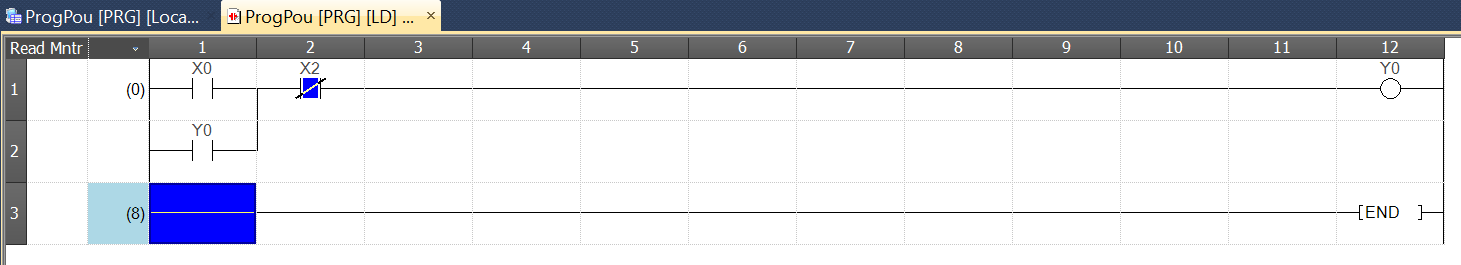 ProgPou [PRG] [Loca... × ProgPou [PRG] [LD] ... ×
Read Mntr 1 2 3 4 5 6 7 8 9 10 11 12
X0 X2 Y0
1 (0)
Y0
2
3 (8) [END ]